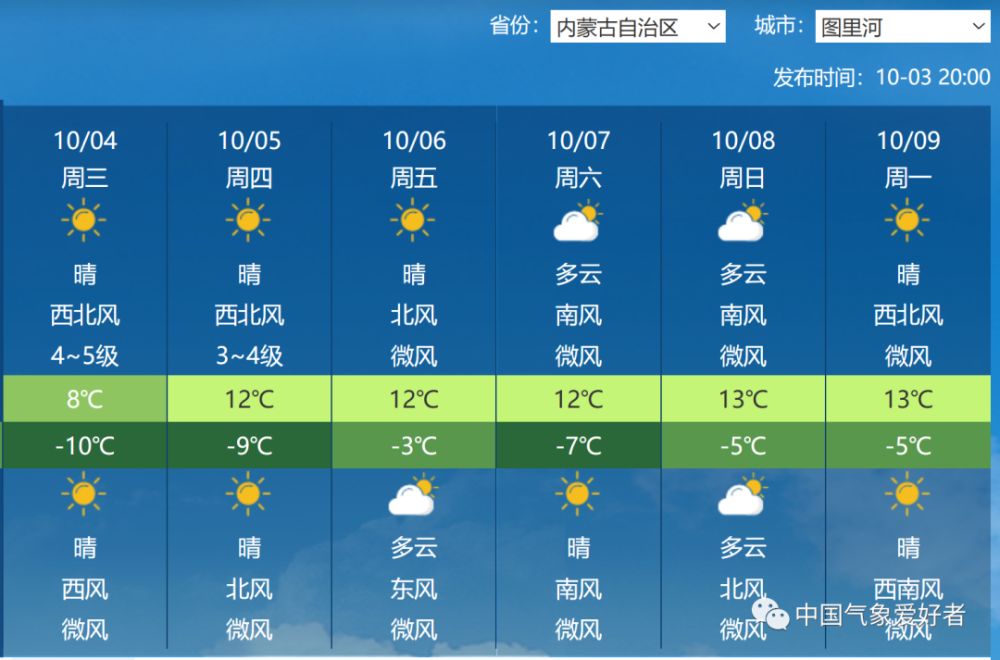 省份： 内蒙古自治区 城市： 图里河
发布时间：10-03 20:00
10/04 10/05 10/06 10/07 10/08 10/09
周三 周四 周五 周六 周日 周一
晴 晴 晴 多云 多云 晴
西北风 西北风 北风 南风 南风 西北风
4~5级 3~4级 微风 微风 微风 微风
8℃ 12℃ 12℃ 12℃ 13℃ 13℃
-10℃ -9℃ -3℃ -7℃ -5℃ -5℃
晴 晴 多云 晴 多云 晴
西风 北风 东风 南风 北风 西南风
中国气象爱好者
微风 微风 微风 微风 微风 微风